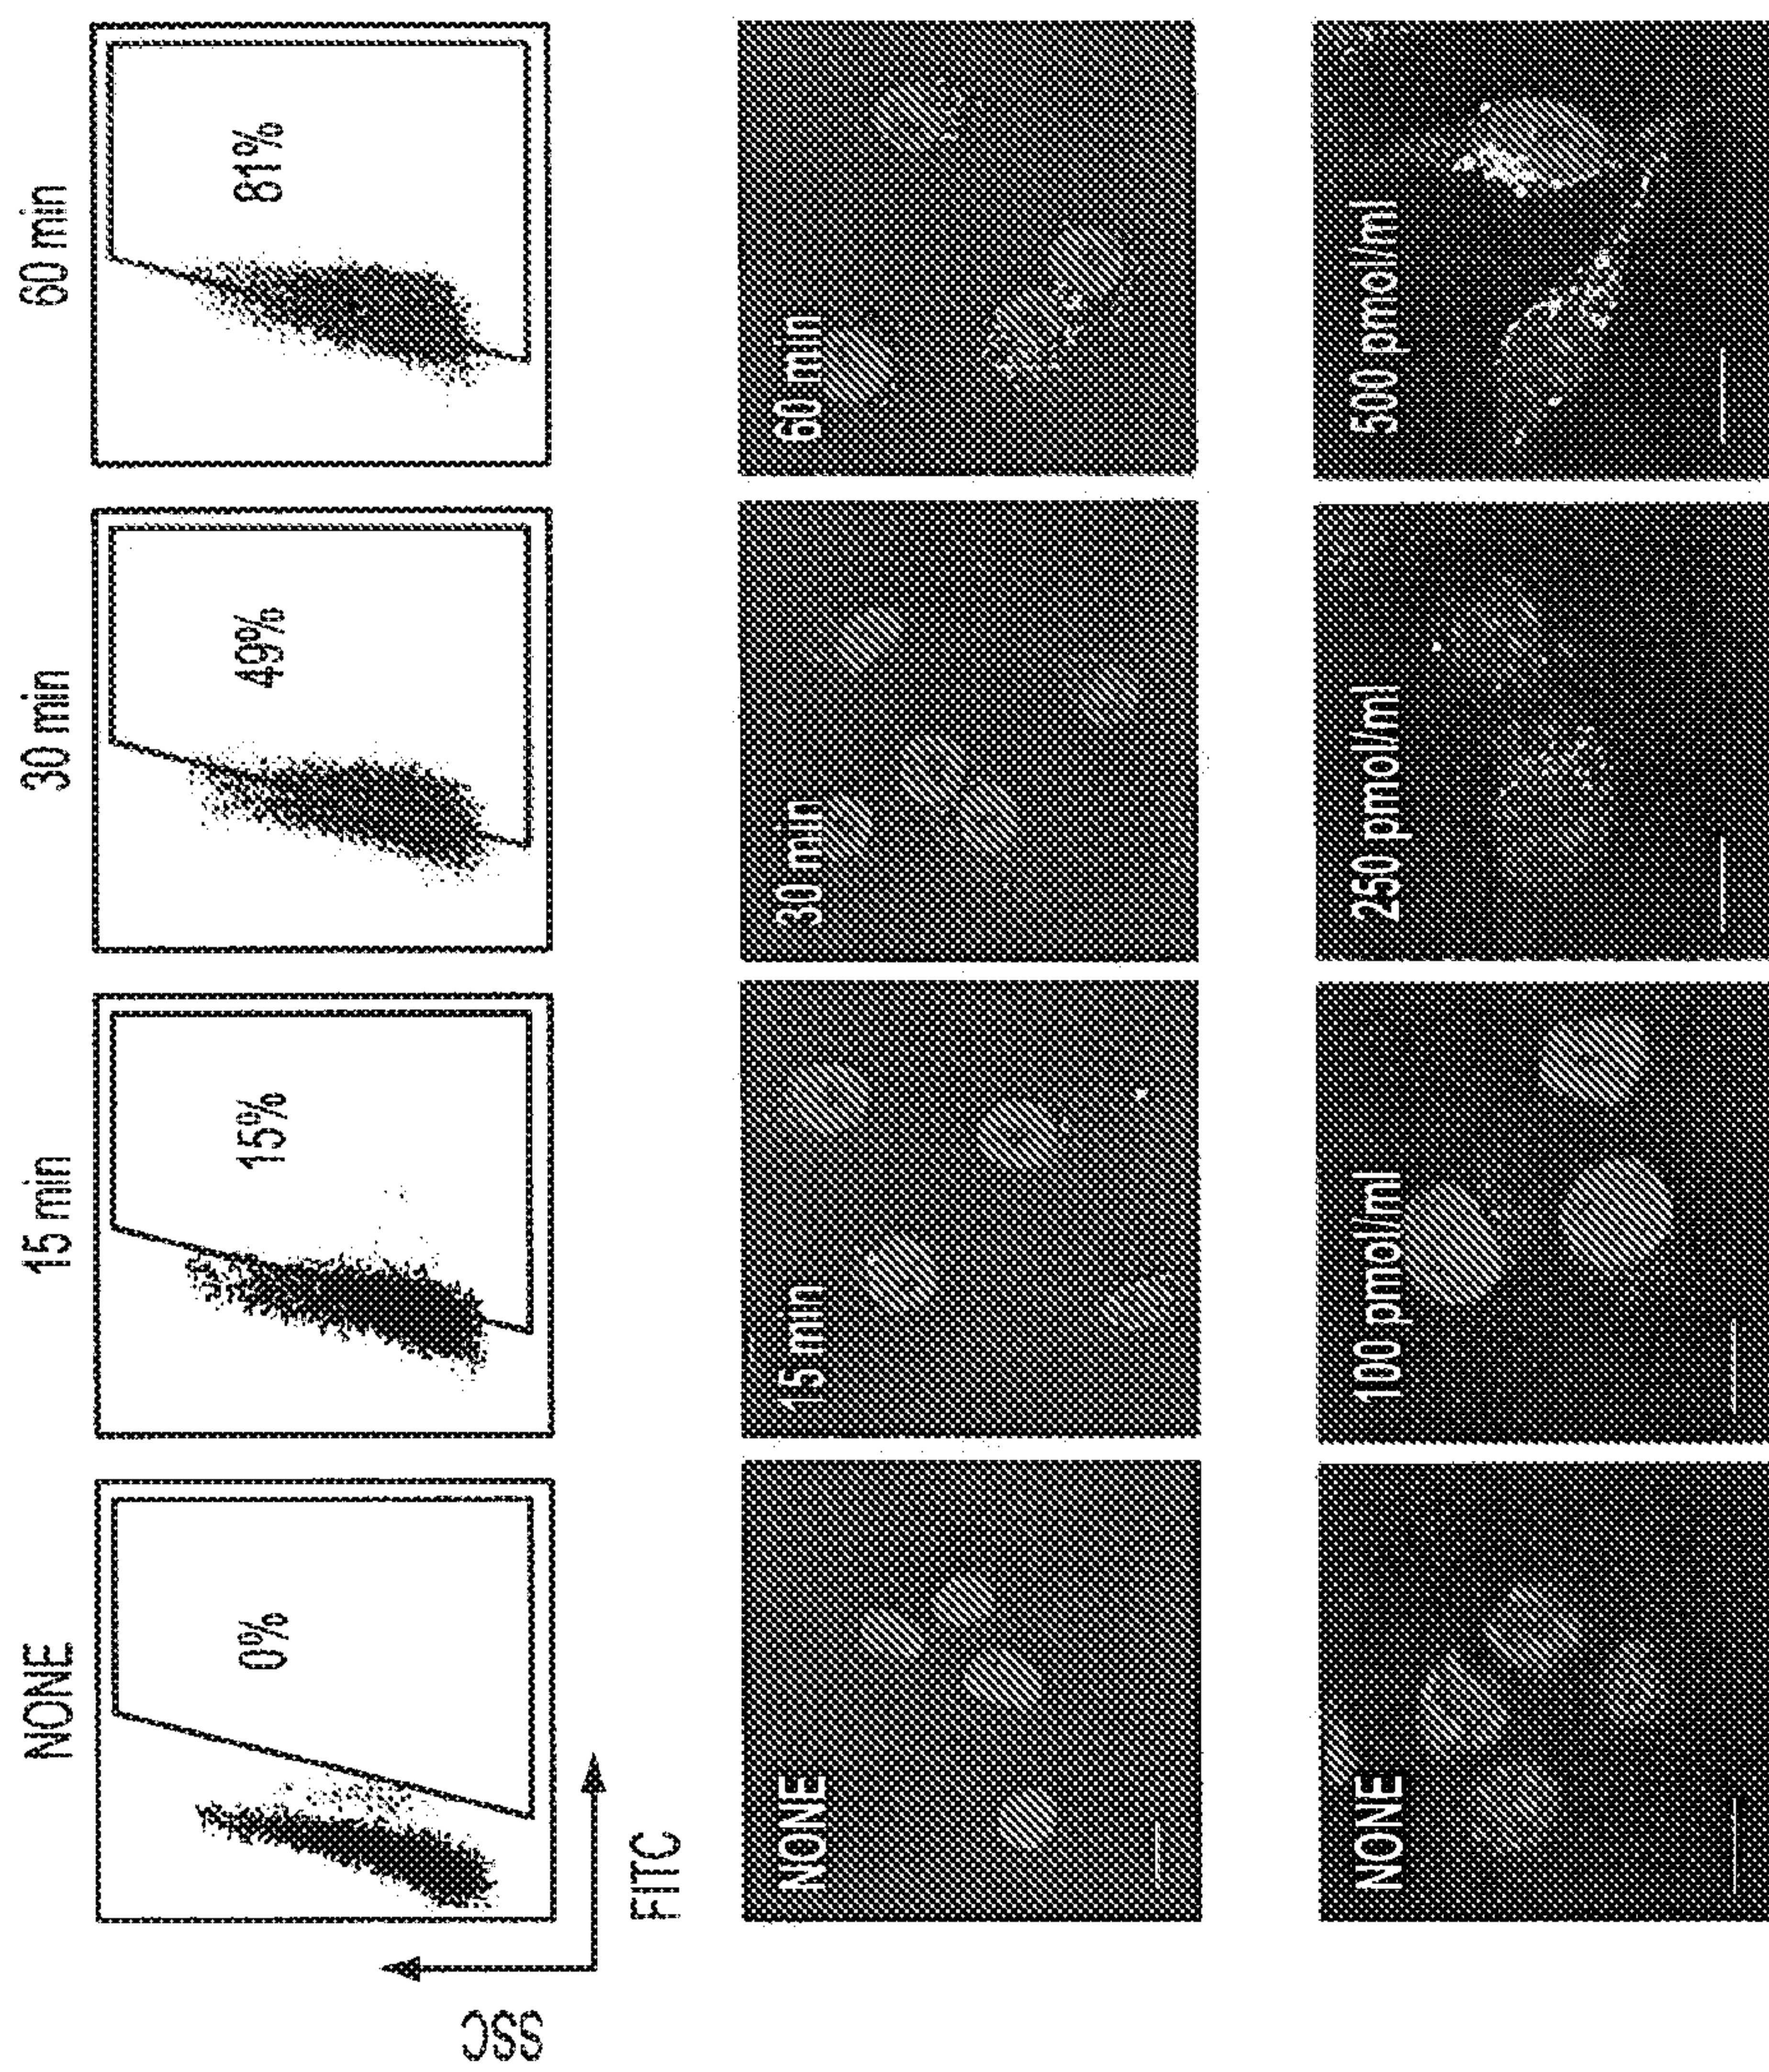 NONE 15 min 30 min 60 min
0% 15% 49% 81%
SSC
FITC
NONE 15 min 30 min 60 min
NONE 100 pmol/ml 250 pmol/ml 500 pmol/ml